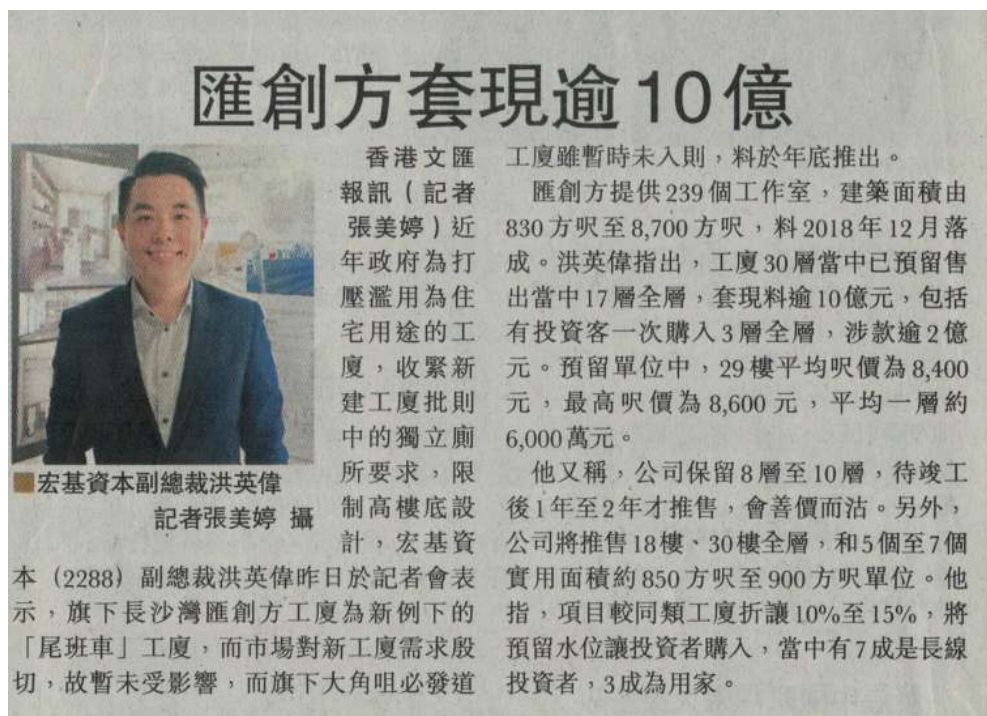 匯創方套現逾10億
香港文匯
報訊（記者
張美婷）近
年政府為打
壓濫用為住
宅用途的工
廈，收緊新
建工廈批則
中的獨立廁
所要求，限
制高樓底設
計，宏基資
本（2288）副總裁洪英偉昨日於記者會表
示，旗下長沙灣匯創方工廈為新例下的
「尾班車」工廈，而市場對新工廈需求殷
切，故暫未受影響，而旗下大角咀必發道
工廈雖暫時未入則，料於年底推出。
匯創方提供239個工作室，建築面積由
830方呎至8,700方呎，料2018年12月落
成。洪英偉指出，工廈30層當中已預留售
出當中17層全層，套現料逾10億元，包括
有投資客一次購入3層全層，涉款逾2億
元。預留單位中，29樓平均呎價為8,400
元，最高呎價為8,600元，平均一層約
6,000萬元。
他又稱，公司保留8層至10層，待竣工
後1年至2年才推售，會善價而沽。另外，
公司將推售18樓、30樓全層，和5個至7個
實用面積約850方呎至900方呎單位。他
指，項目較同類工廈折讓10%至15%，將
預留水位讓投資者購入，當中有7成是長線
投資者，3成為用家。
■宏基資本副總裁洪英偉
記者張美婷 攝